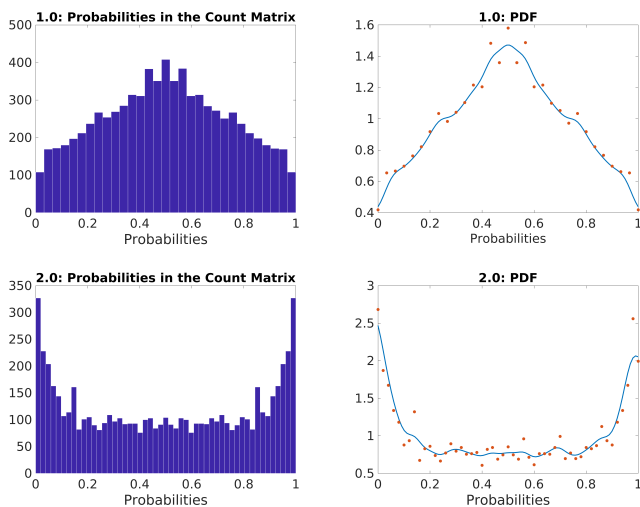 1.0: Probabilities in the Count Matrix
500
400
300
200
100
0
0 0.2 0.4 0.6 0.8 1
Probabilities
1.0: PDF
1.6
1.4
1.2
1
0.8
0.6
0.4
0 0.2 0.4 0.6 0.8 1
Probabilities
2.0: Probabilities in the Count Matrix
350
300
250
200
150
100
50
0
0 0.2 0.4 0.6 0.8 1
Probabilities
2.0: PDF
3
2.5
2
1.5
1
0.5
0 0.2 0.4 0.6 0.8 1
Probabilities